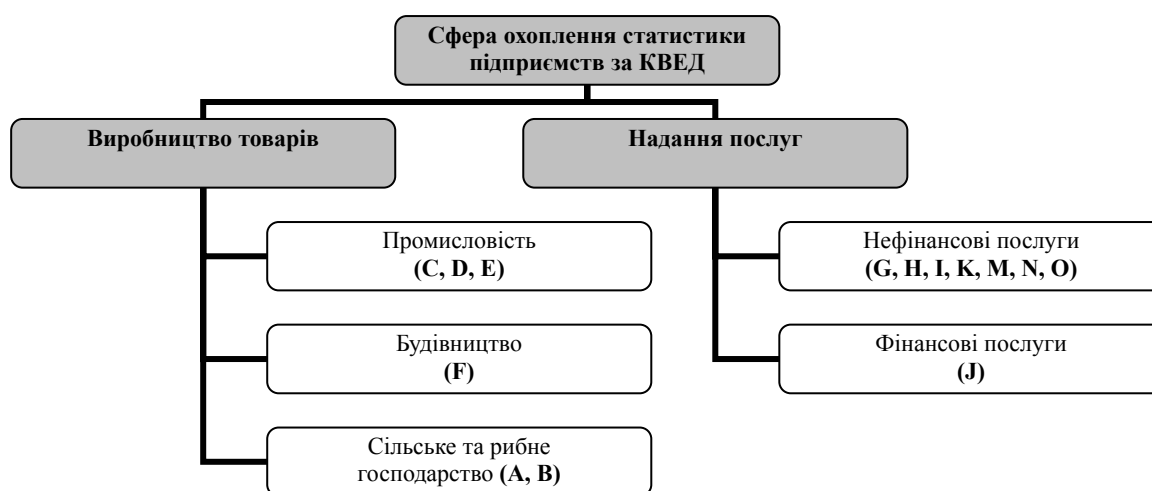 Сфера охоплення статистики
підприємств за КВЕД
Виробництво товарів
Надання послуг
Промисловість
(C, D, E)
Нефінансові послуги
(G, H, I, K, M, N, O)
Будівництво
(F)
Фінансові послуги
(J)
Сільське та рибне
господарство (А, В)